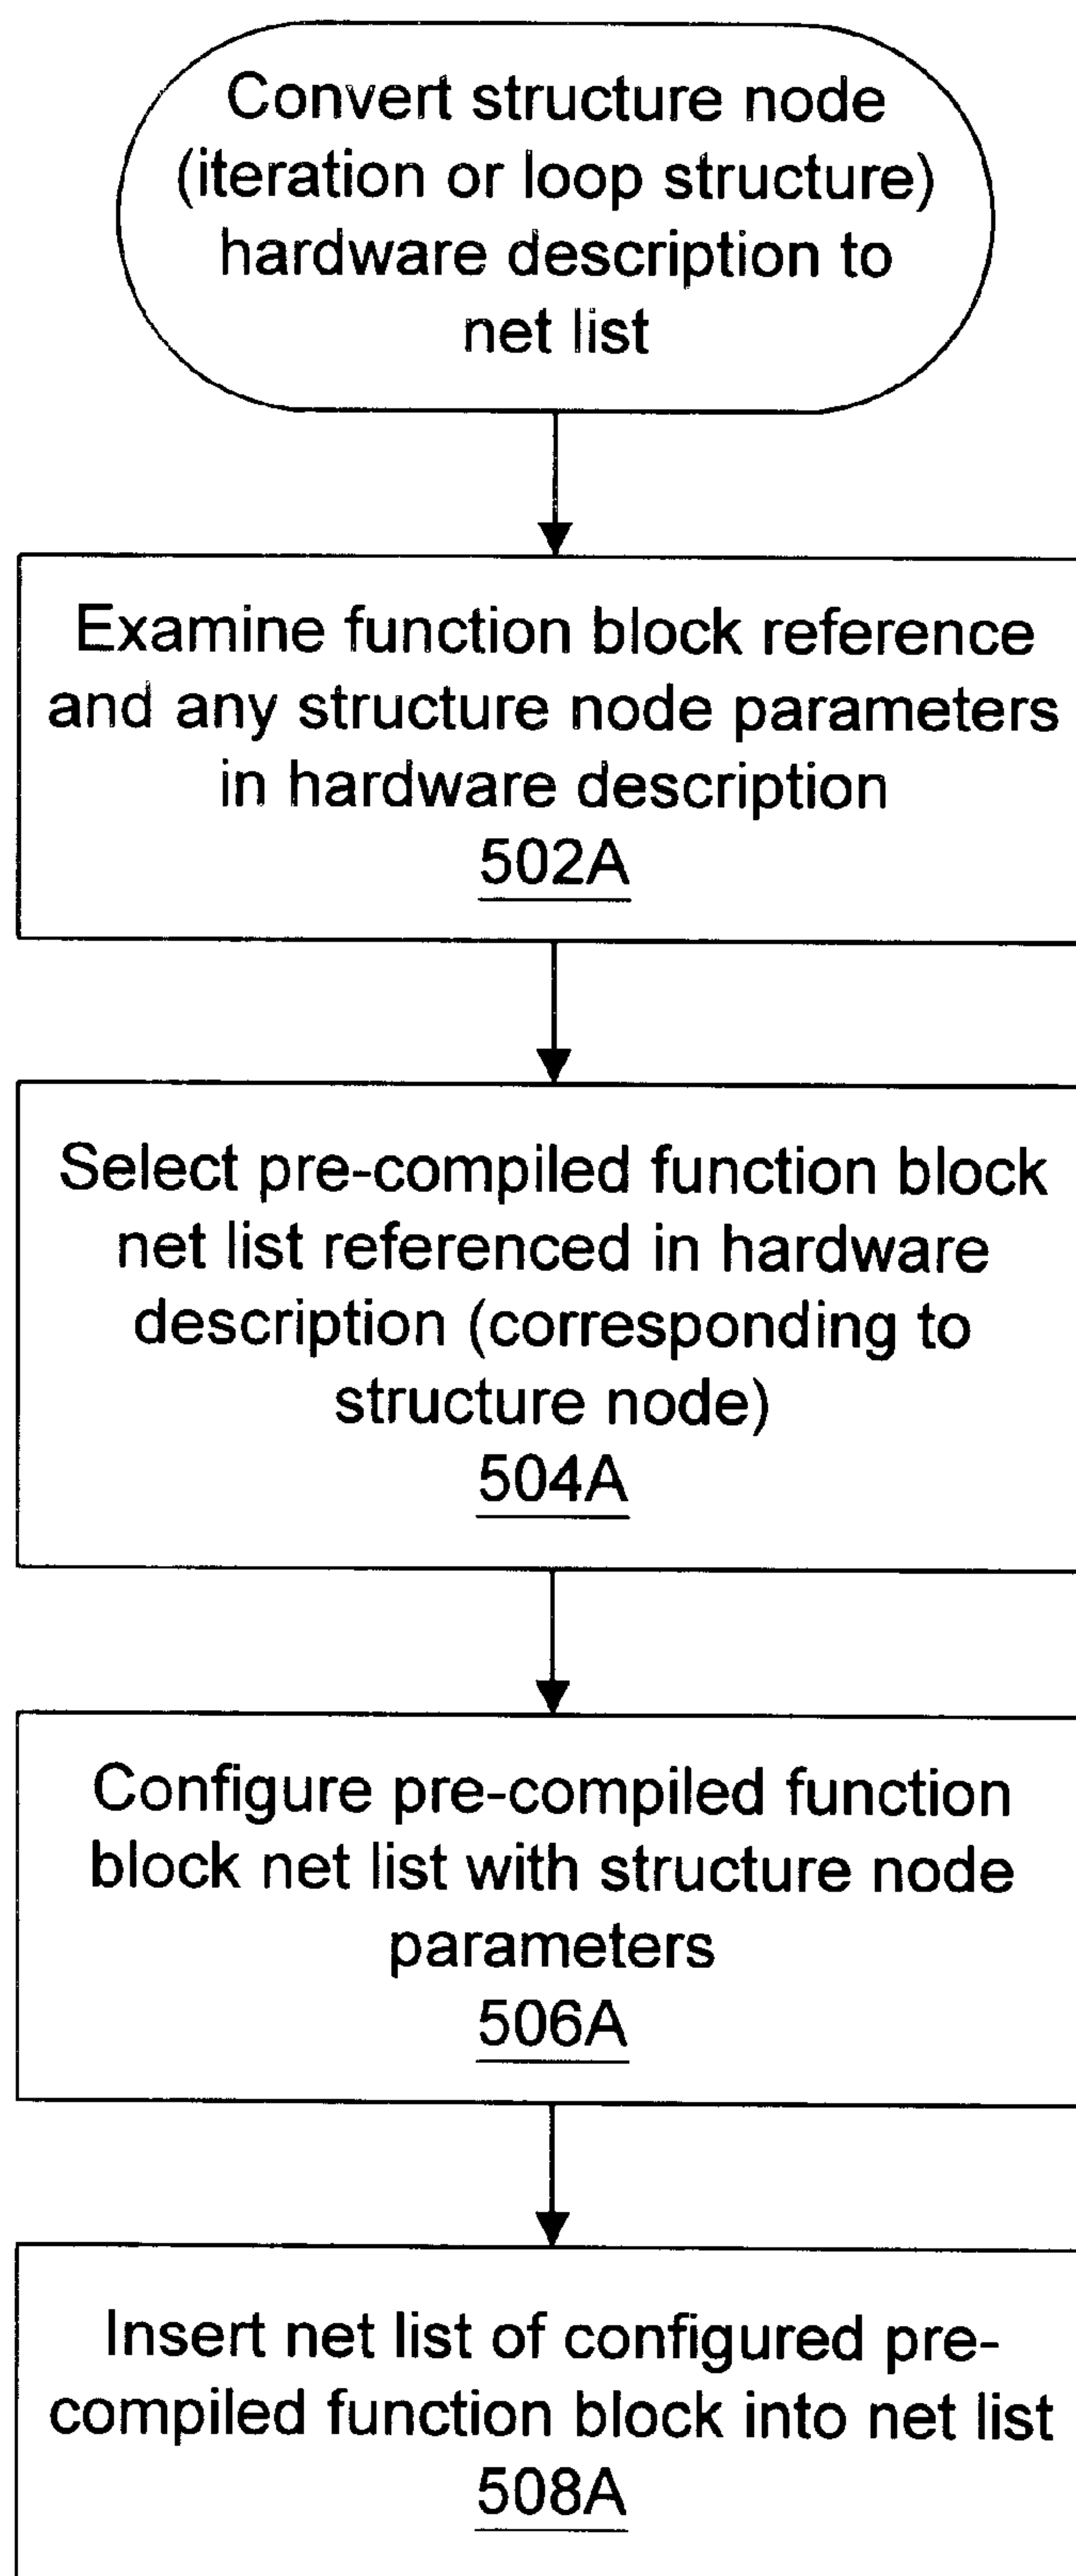 Convert structure node
(iteration or loop structure)
hardware description to
net list
Examine function block reference
and any structure node parameters
in hardware description
502A
Select pre-compiled function block
net list referenced in hardware
description (corresponding to
structure node)
504A
Configure pre-compiled function
block net list with structure node
parameters
506A
Insert net list of configured pre-
compiled function block into net list
508A